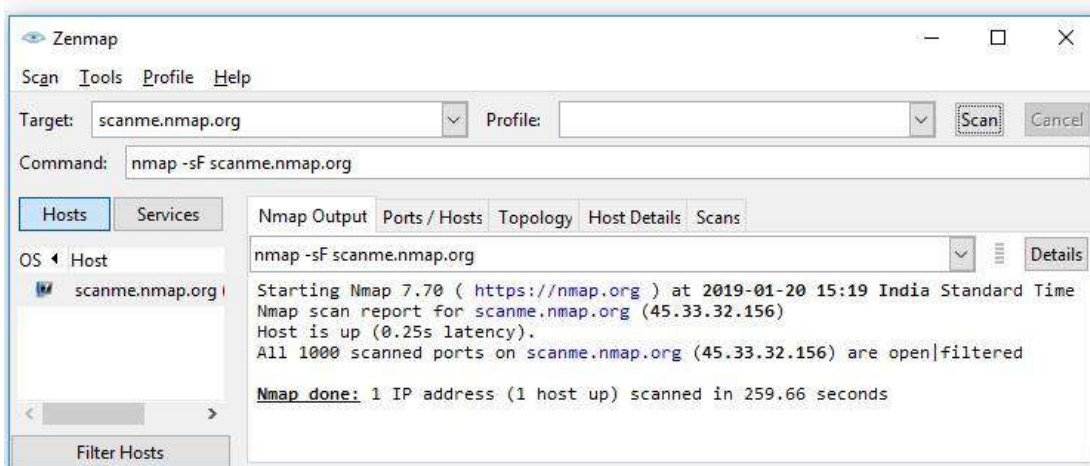 Zenmap
Scan Tools Profile Help
Target: scanme.nmap.org Profile: Scan Cancel
Command: nmap -sF scanme.nmap.org
Hosts Services Nmap Output Ports / Hosts Topology Host Details Scans
OS Host nmap -sF scanme.nmap.org Details
scanme.nmap.org (
Starting Nmap 7.70 ( https://nmap.org ) at 2019-01-20 15:19 India Standard Time
Nmap scan report for scanme.nmap.org (45.33.32.156)
Host is up (0.25s latency).
All 1000 scanned ports on scanme.nmap.org (45.33.32.156) are open|filtered
Nmap done: 1 IP address (1 host up) scanned in 259.66 seconds
Filter Hosts